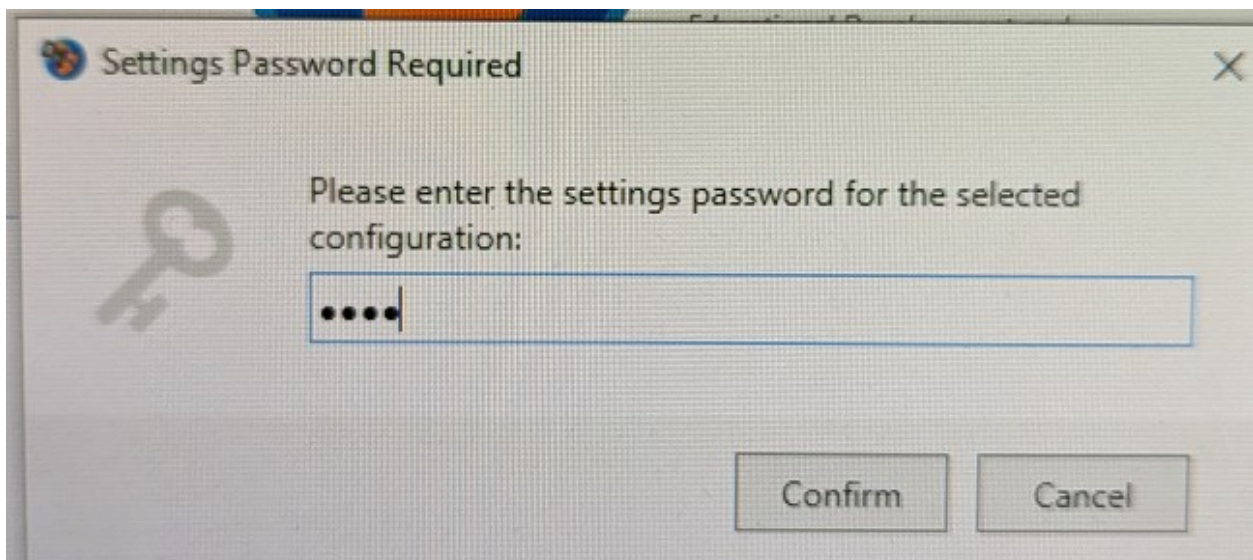 Settings Password Required
Please enter the settings password for the selected
configuration:
••••
Confirm
Cancel